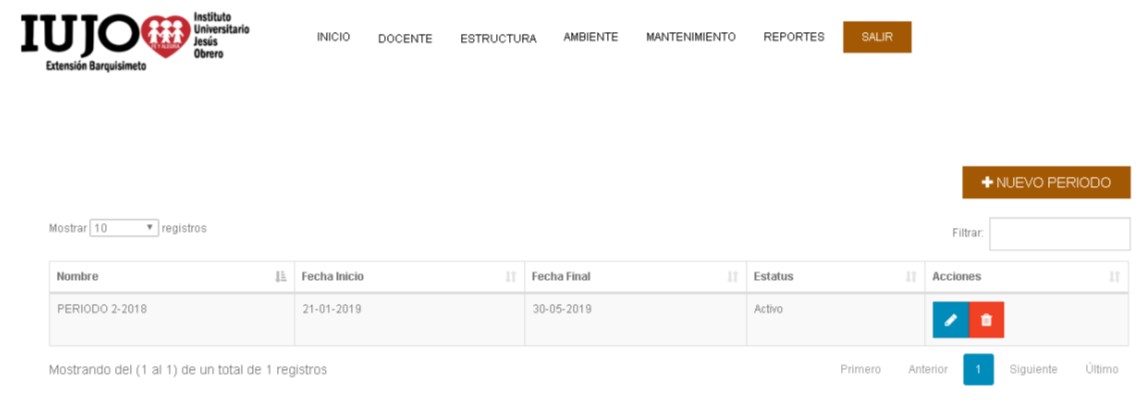 IUJO
FE Y ALEGRIA
Instituto
Universitario
Jesús
Obrero
Extensión Barquisimeto
INICIO DOCENTE ESTRUCTURA AMBIENTE MANTENIMIENTO REPORTES SALIR
NUEVO PERIODO
Mostrar 10 registros Filtrar:
Nombre Fecha Inicio Fecha Final Estatus Acciones
PERIODO 2-2018 21-01-2019 30-05-2019 Activo
Mostrando del (1 al 1) de un total de 1 registros Primero Anterior 1 Siguiente Último